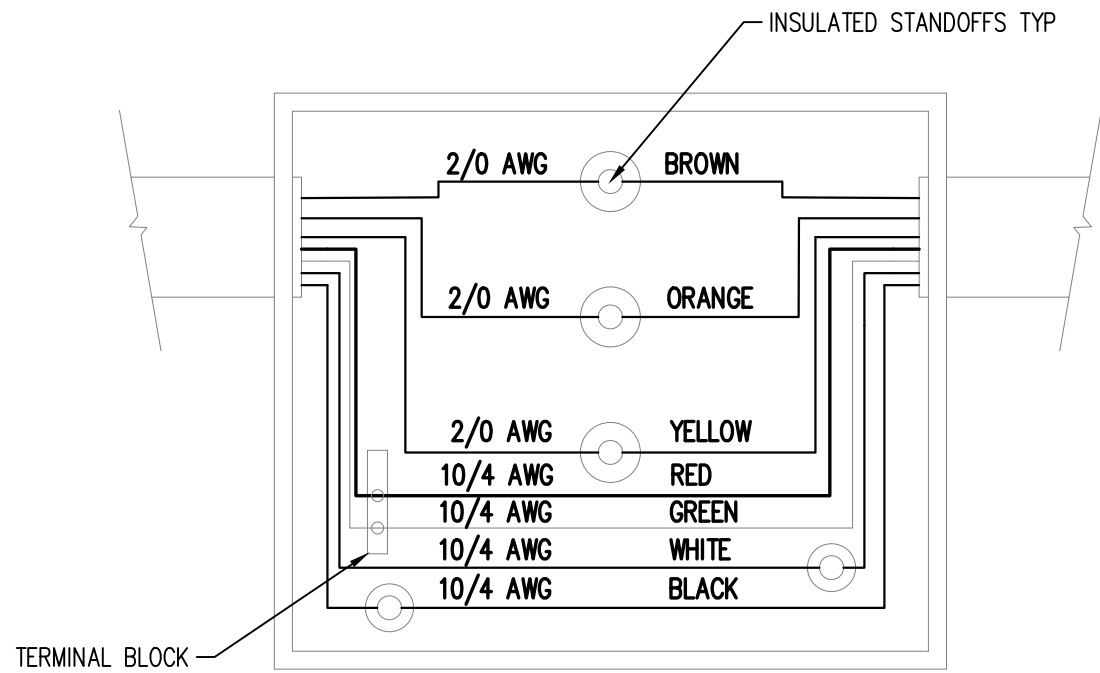 INSULATED STANDOFFS TYP
2/0 AWG BROWN
2/0 AWG ORANGE
2/0 AWG YELLOW
10/4 AWG RED
10/4 AWG GREEN
10/4 AWG WHITE
10/4 AWG BLACK
TERMINAL BLOCK